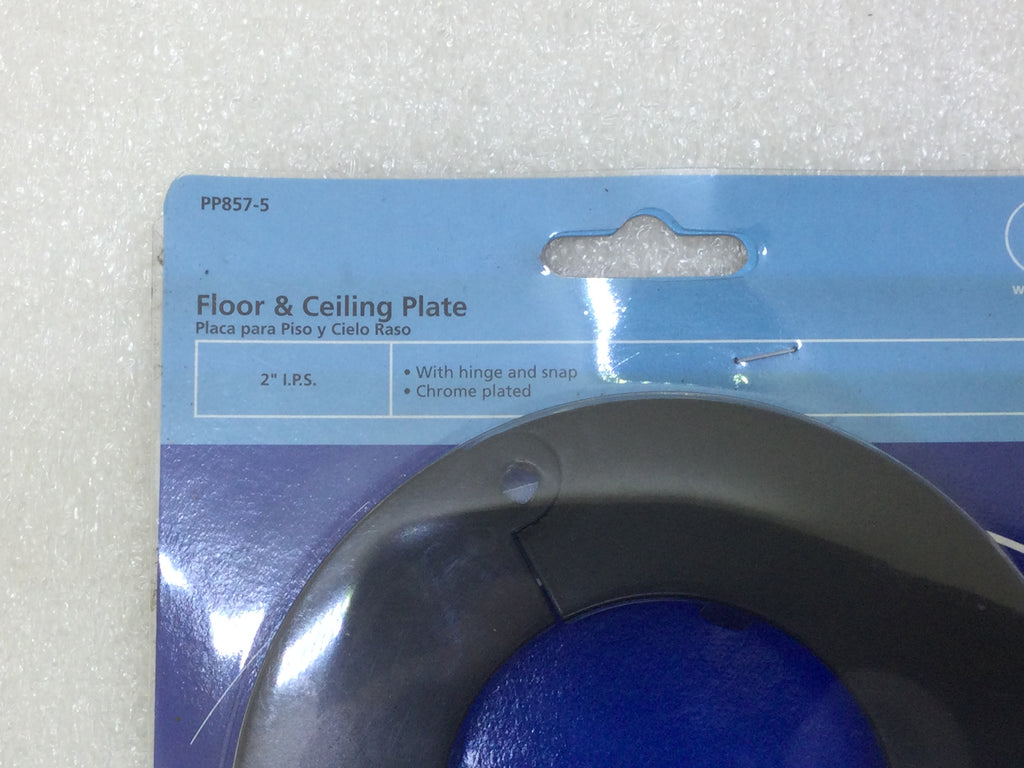 PP857-5
Floor & Ceiling Plate
Placa para Piso y Cielo Raso
2" I.P.S.
• With hinge and snap
• Chrome plated